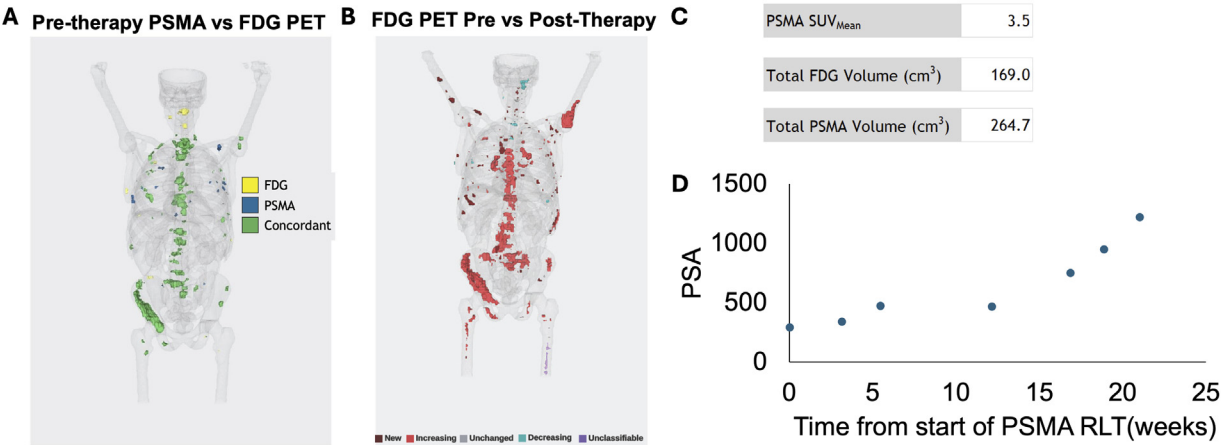 A Pre-therapy PSMA vs FDG PET
FDG
PSMA
Concordant
B FDG PET Pre vs Post-Therapy
New Increasing Unchanged Decreasing Unclassifiable
C
PSMA SUVMean 3.5
Total FDG Volume (cm3) 169.0
Total PSMA Volume (cm3) 264.7
D
PSA
1500
1000
500
0
0 5 10 15 20 25
Time from start of PSMA RLT(weeks)